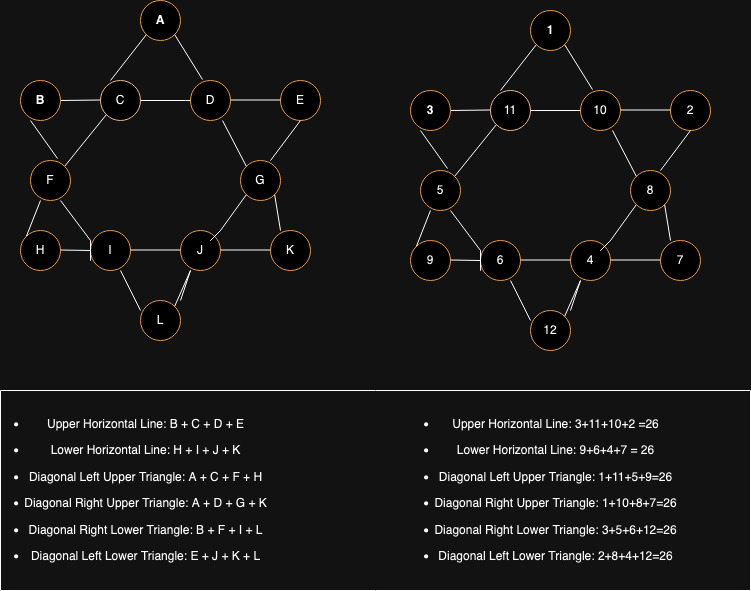 A
1
B
C
D
E
3
11
10
2
F
G
5
8
H
I
J
K
9
6
4
7
L
12
• Upper Horizontal Line: B + C + D + E
• Lower Horizontal Line: H + I + J + K
• Diagonal Left Upper Triangle: A + C + F + H
• Diagonal Right Upper Triangle: A + D + G + K
• Diagonal Right Lower Triangle: B + F + I + L
• Diagonal Left Lower Triangle: E + J + K + L
• Upper Horizontal Line: 3+11+10+2 =26
• Lower Horizontal Line: 9+6+4+7 = 26
• Diagonal Left Upper Triangle: 1+11+5+9=26
• Diagonal Right Upper Triangle: 1+10+8+7=26
• Diagonal Right Lower Triangle: 3+5+6+12=26
• Diagonal Left Lower Triangle: 2+8+4+12=26